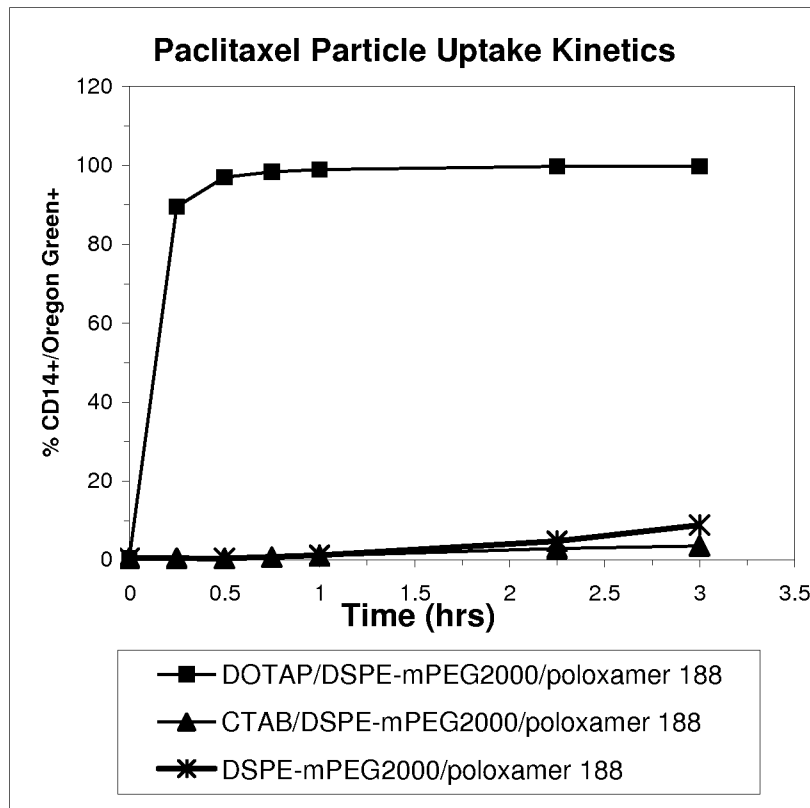 Paclitaxel Particle Uptake Kinetics
120
100
80
60
40
20
0
% CD14+/Oregon Green+
0 0.5 1 2 2.5 3 3.5
Time (hrs)
DOTAP/DSPE-mPEG2000/poloxamer 188
CTAB/DSPE-mPEG2000/poloxamer 188
DSPE-mPEG2000/poloxamer 188